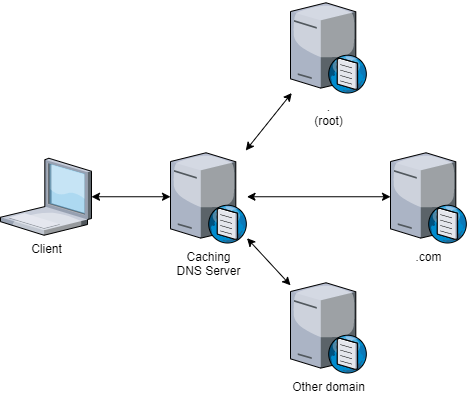 .
(root)
Client
Caching
DNS Server
.com
Other domain